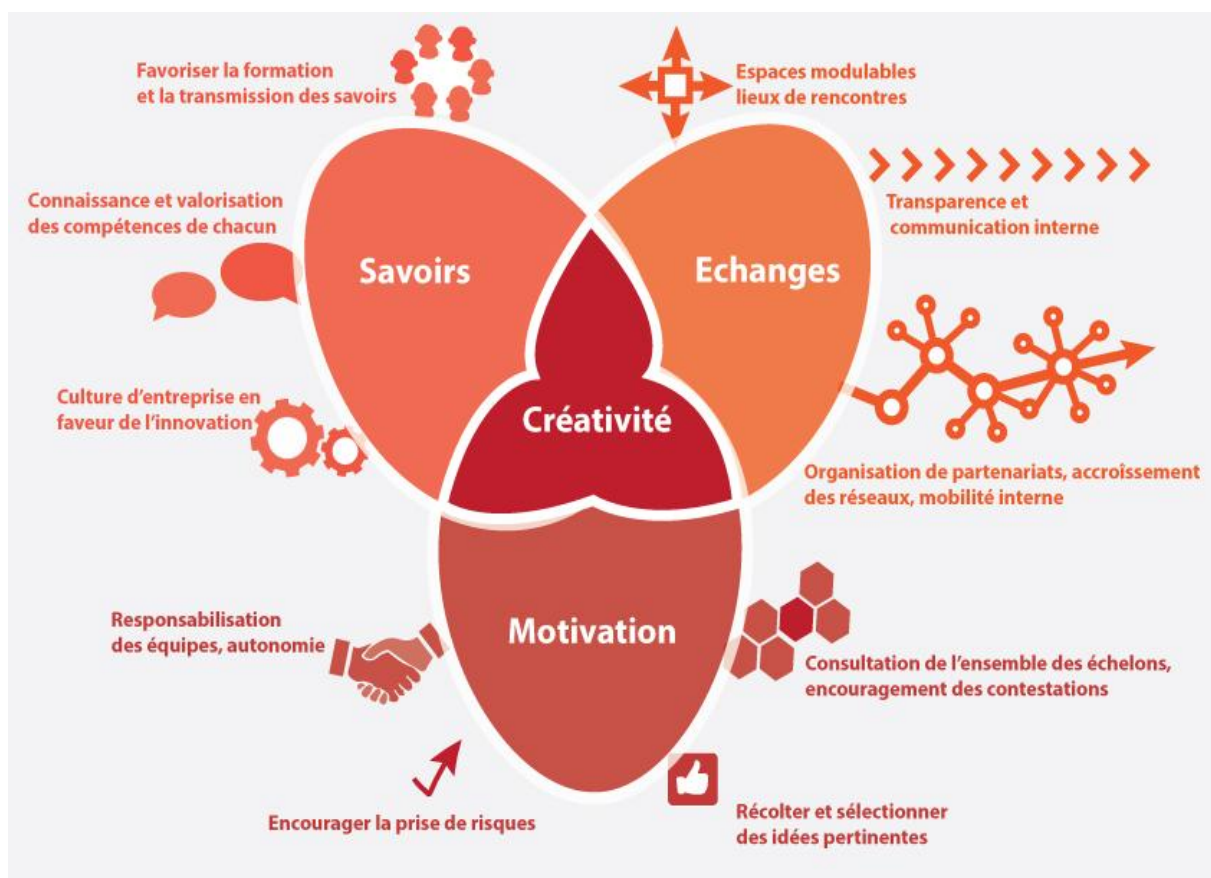 Favoriser la formation
et la transmission des savoirs
Espaces modulables
lieux de rencontres
Connaissance et valorisation
des compétences de chacun
Transparence et
communication interne
Savoirs
Echanges
Culture d'entreprise en
faveur de l'innovation
Créativité
Organisation de partenariats, accroîssement
des réseaux, mobilité interne
Responsabilisation
des équipes, autonomie
Motivation
Consultation de l'ensemble des échelons,
encouragement des contestations
Encourager la prise de risques
Récolter et sélectionner
des idées pertinentes